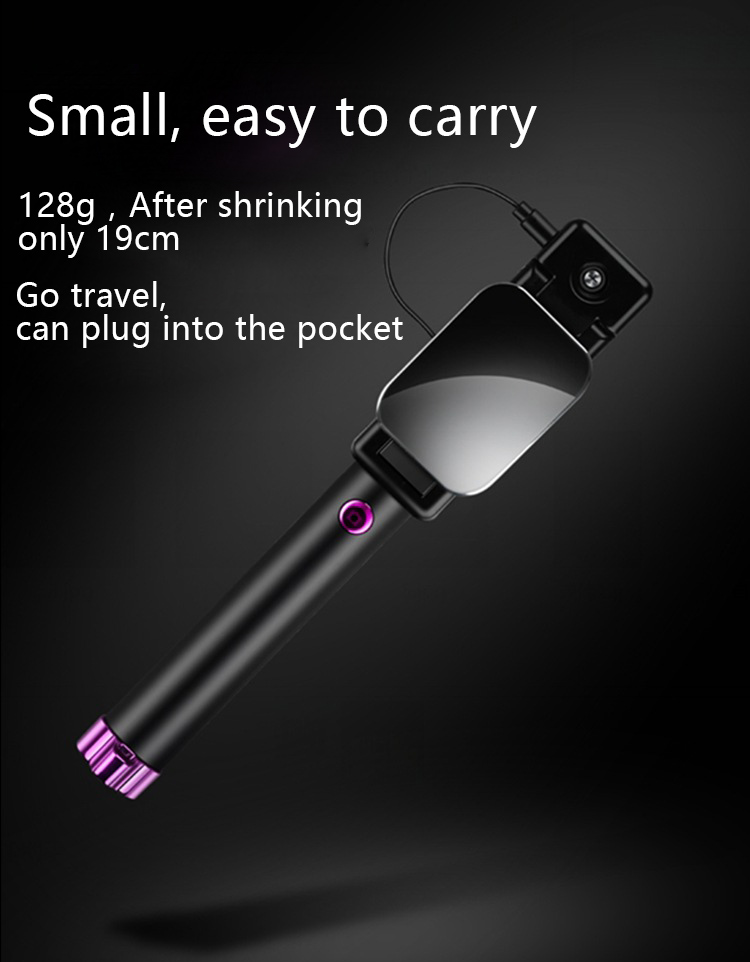 Small, easy to carry
128g , After shrinking
only 19cm
Go travel,
can plug into the pocket